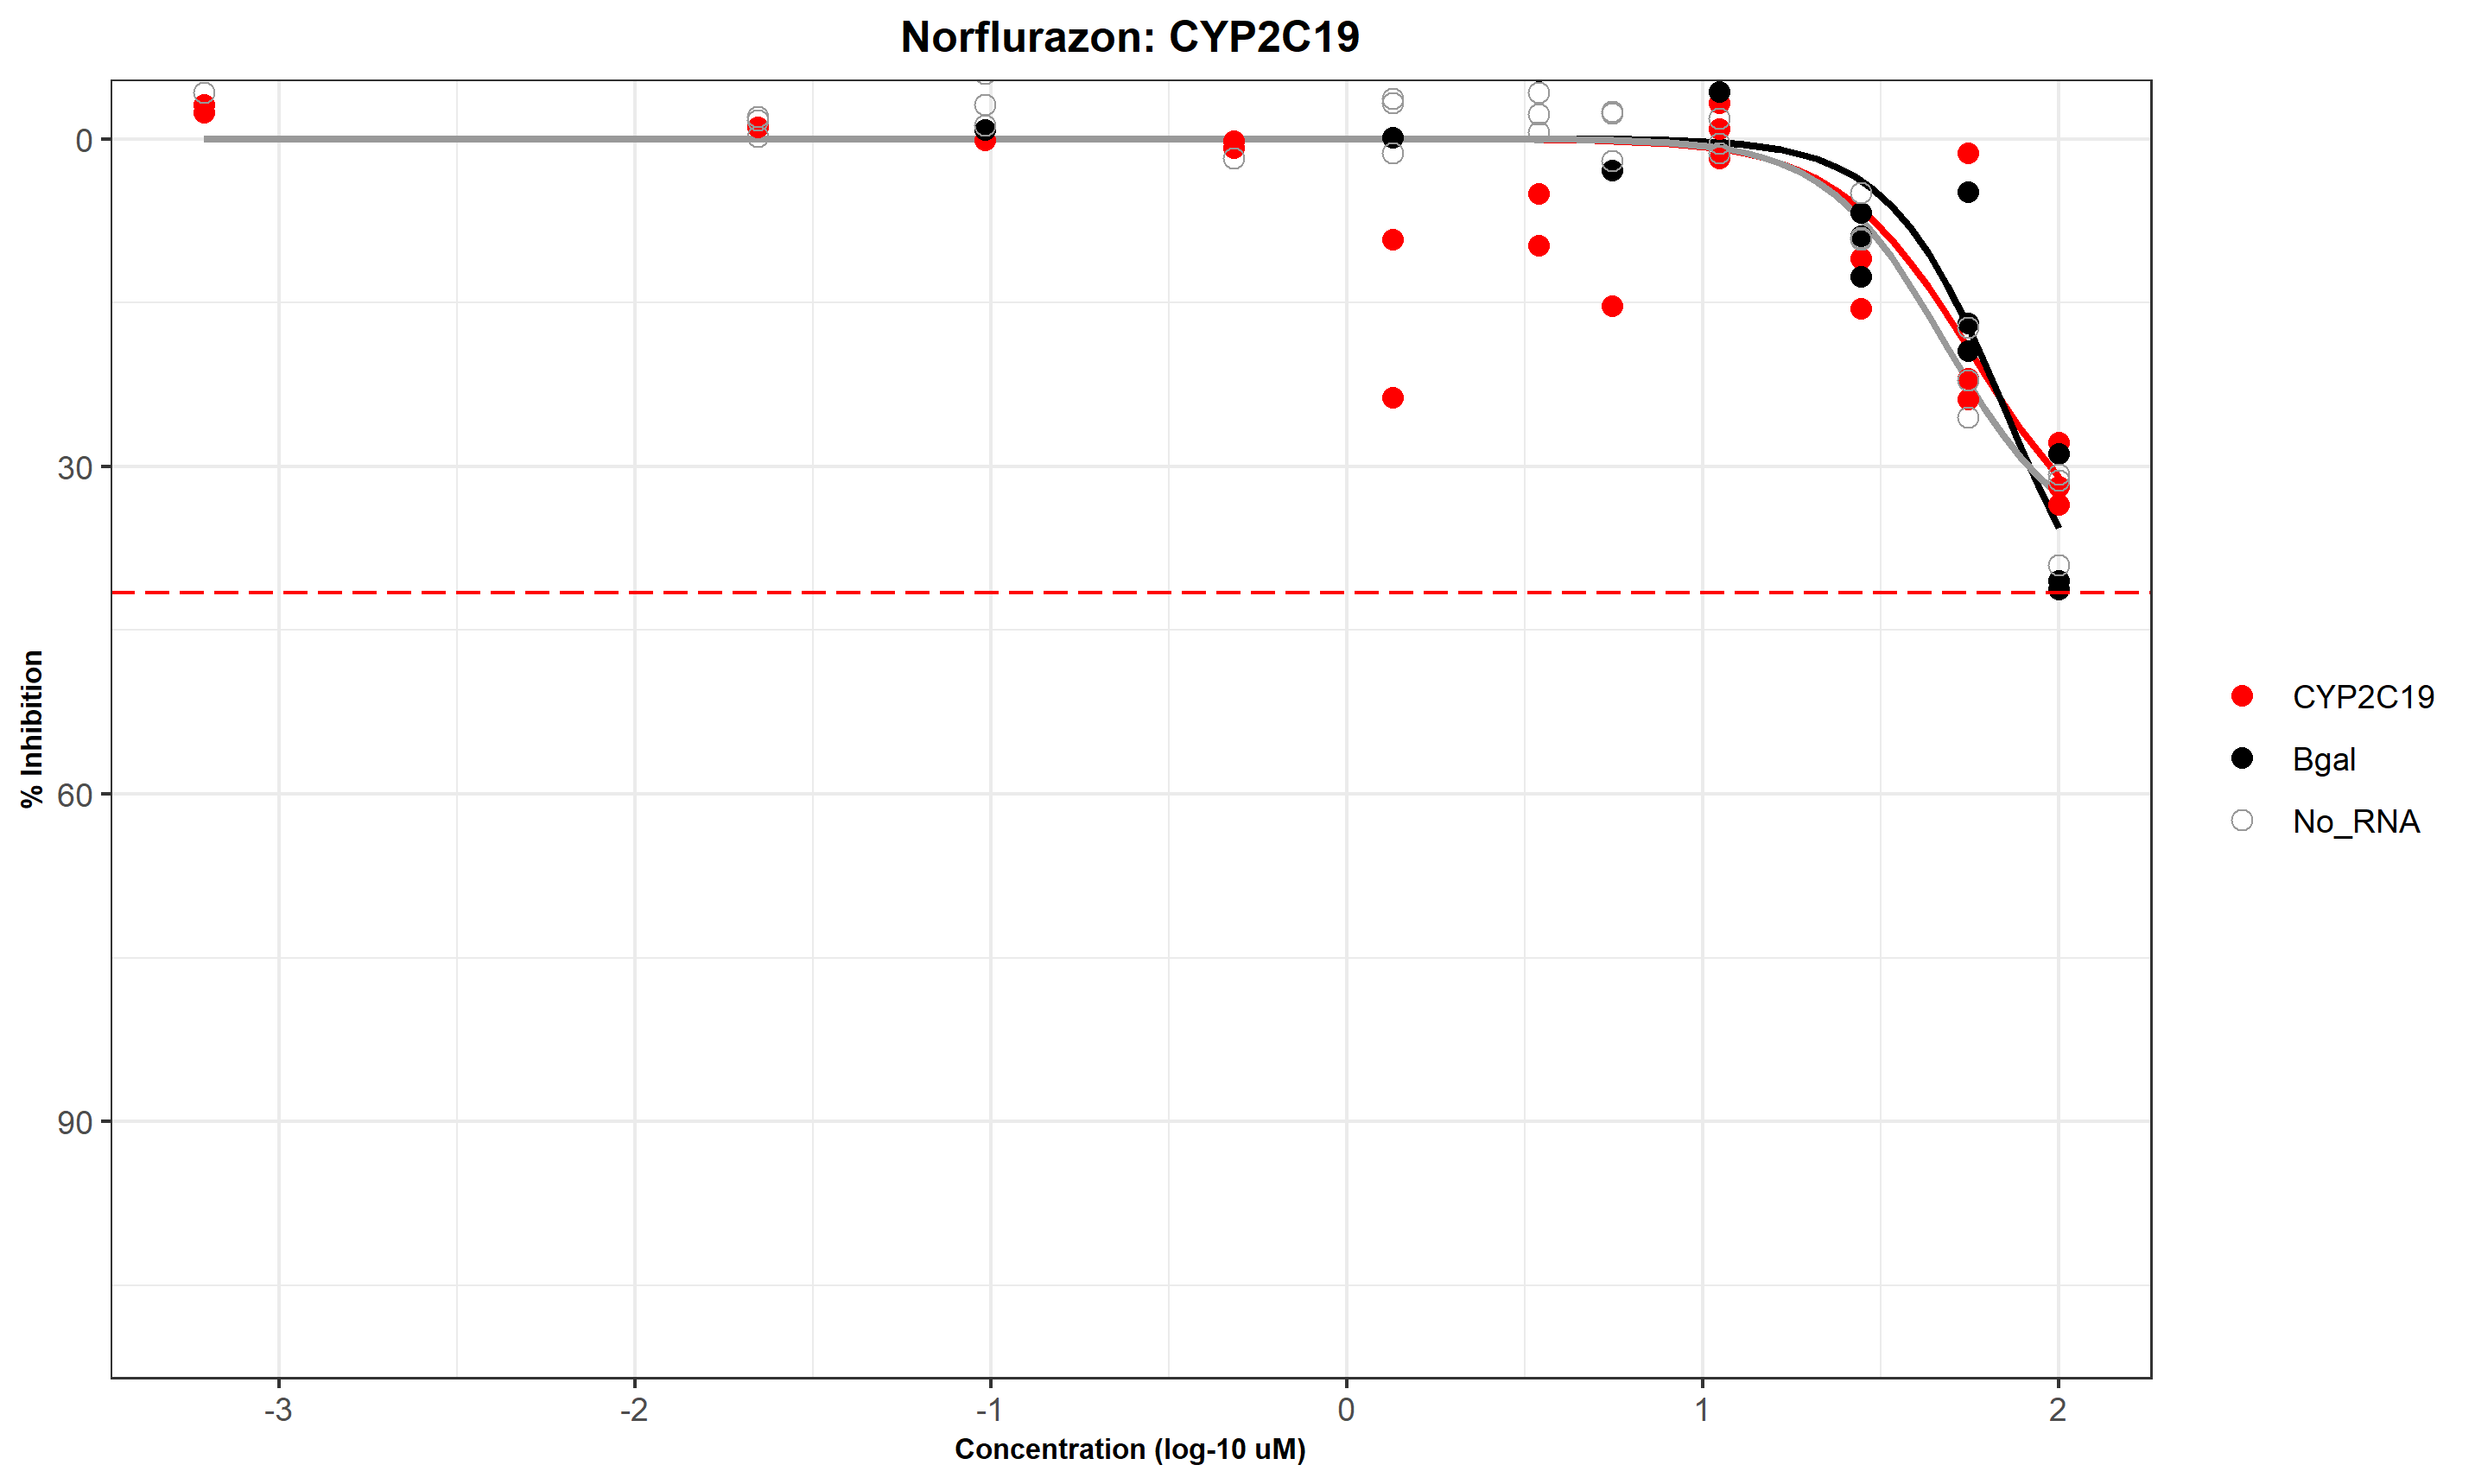 Norflurazon: CYP2C19
0
30
60
90
% Inhibition
-3
-2
-1
0
1
2
Concentration (log-10 uM)
CYP2C19
Bgal
No_RNA